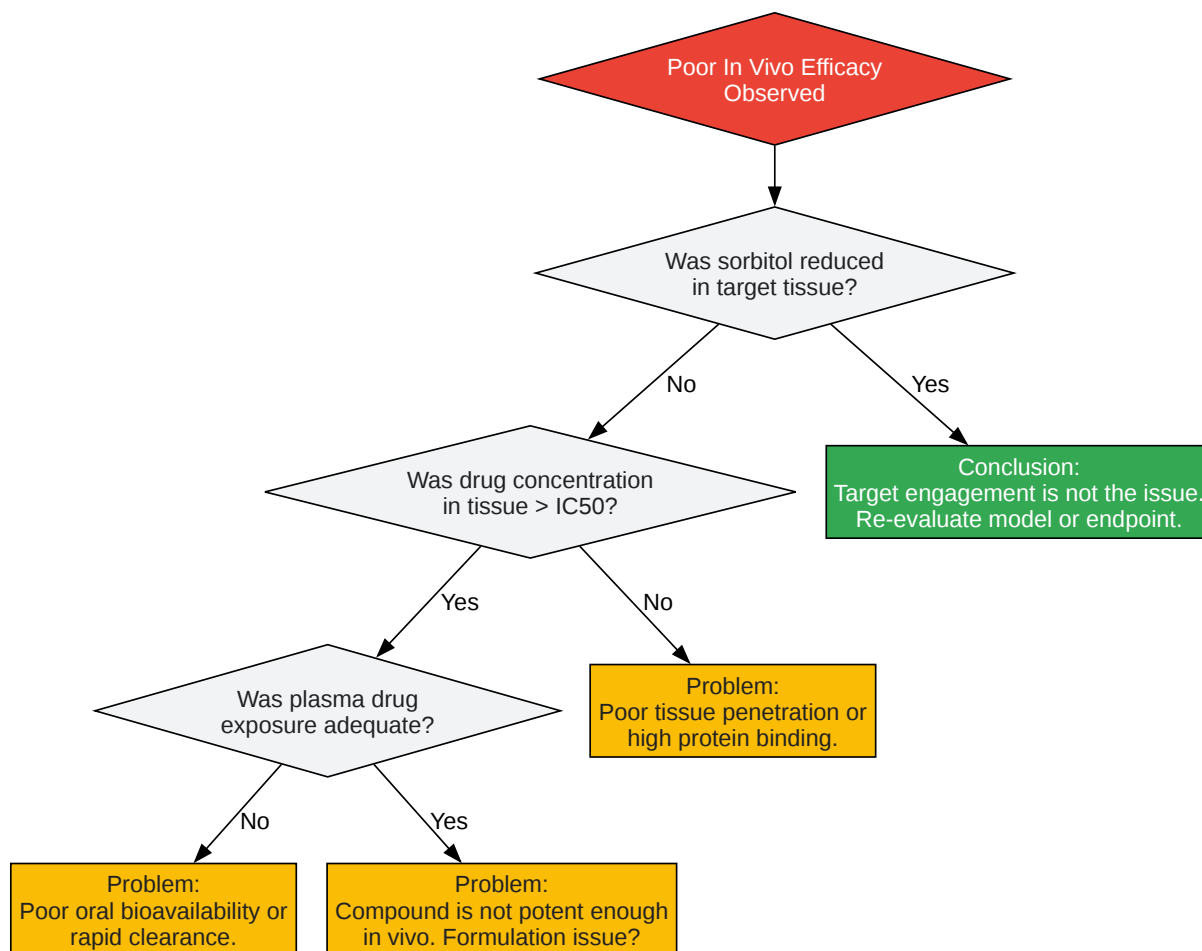 Poor In Vivo Efficacy
Observed
Was sorbitol reduced
in target tissue?
No
Yes
Was drug concentration
in tissue > IC50?
Conclusion:
Target engagement is not the issue.
Re-evaluate model or endpoint.
Yes
No
Was plasma drug
exposure adequate?
Problem:
Poor tissue penetration or
high protein binding.
No
Yes
Problem:
Poor oral bioavailability or
rapid clearance.
Problem:
Compound is not potent enough
in vivo. Formulation issue?